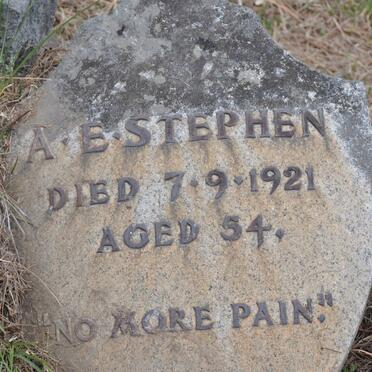 A·E·STEPHEN
DIED 7·9·1921
AGED 54.
"NO MORE PAIN."